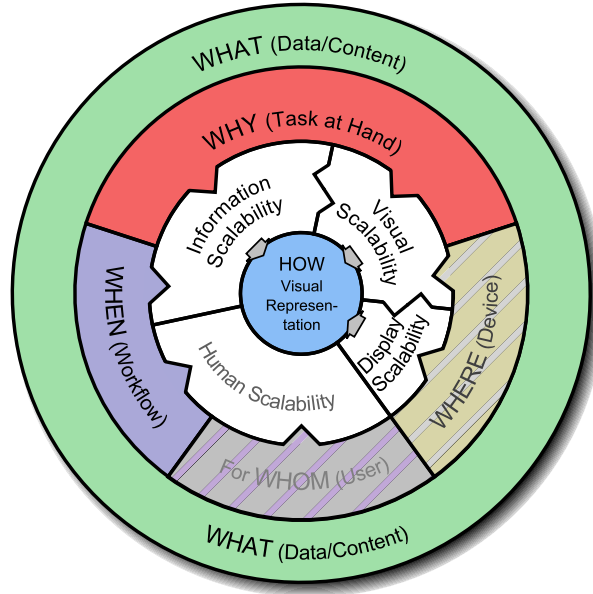 WHAT (Data/Content)
WHY (Task at Hand)
Information
Scalability
Visual
Scalability
HOW
Visual
Represen-
tation
WHEN (Workflow)
Display
Scalability
WHERE (Device)
Human Scalability
For WHOM (User)
WHAT (Data/Content)